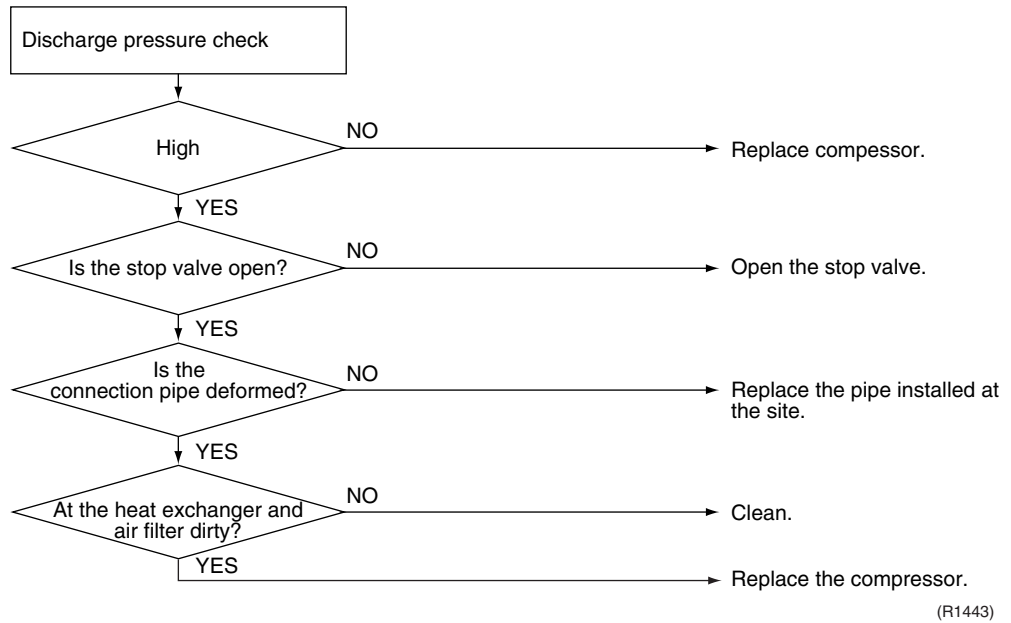 Discharge pressure check
High
NO
Replace compessor.
YES
Is the stop valve open?
NO
Open the stop valve.
YES
Is the
connection pipe deformed?
NO
Replace the pipe installed at
the site.
YES
At the heat exchanger and
air filter dirty?
NO
Clean.
YES
Replace the compressor.
(R1443)